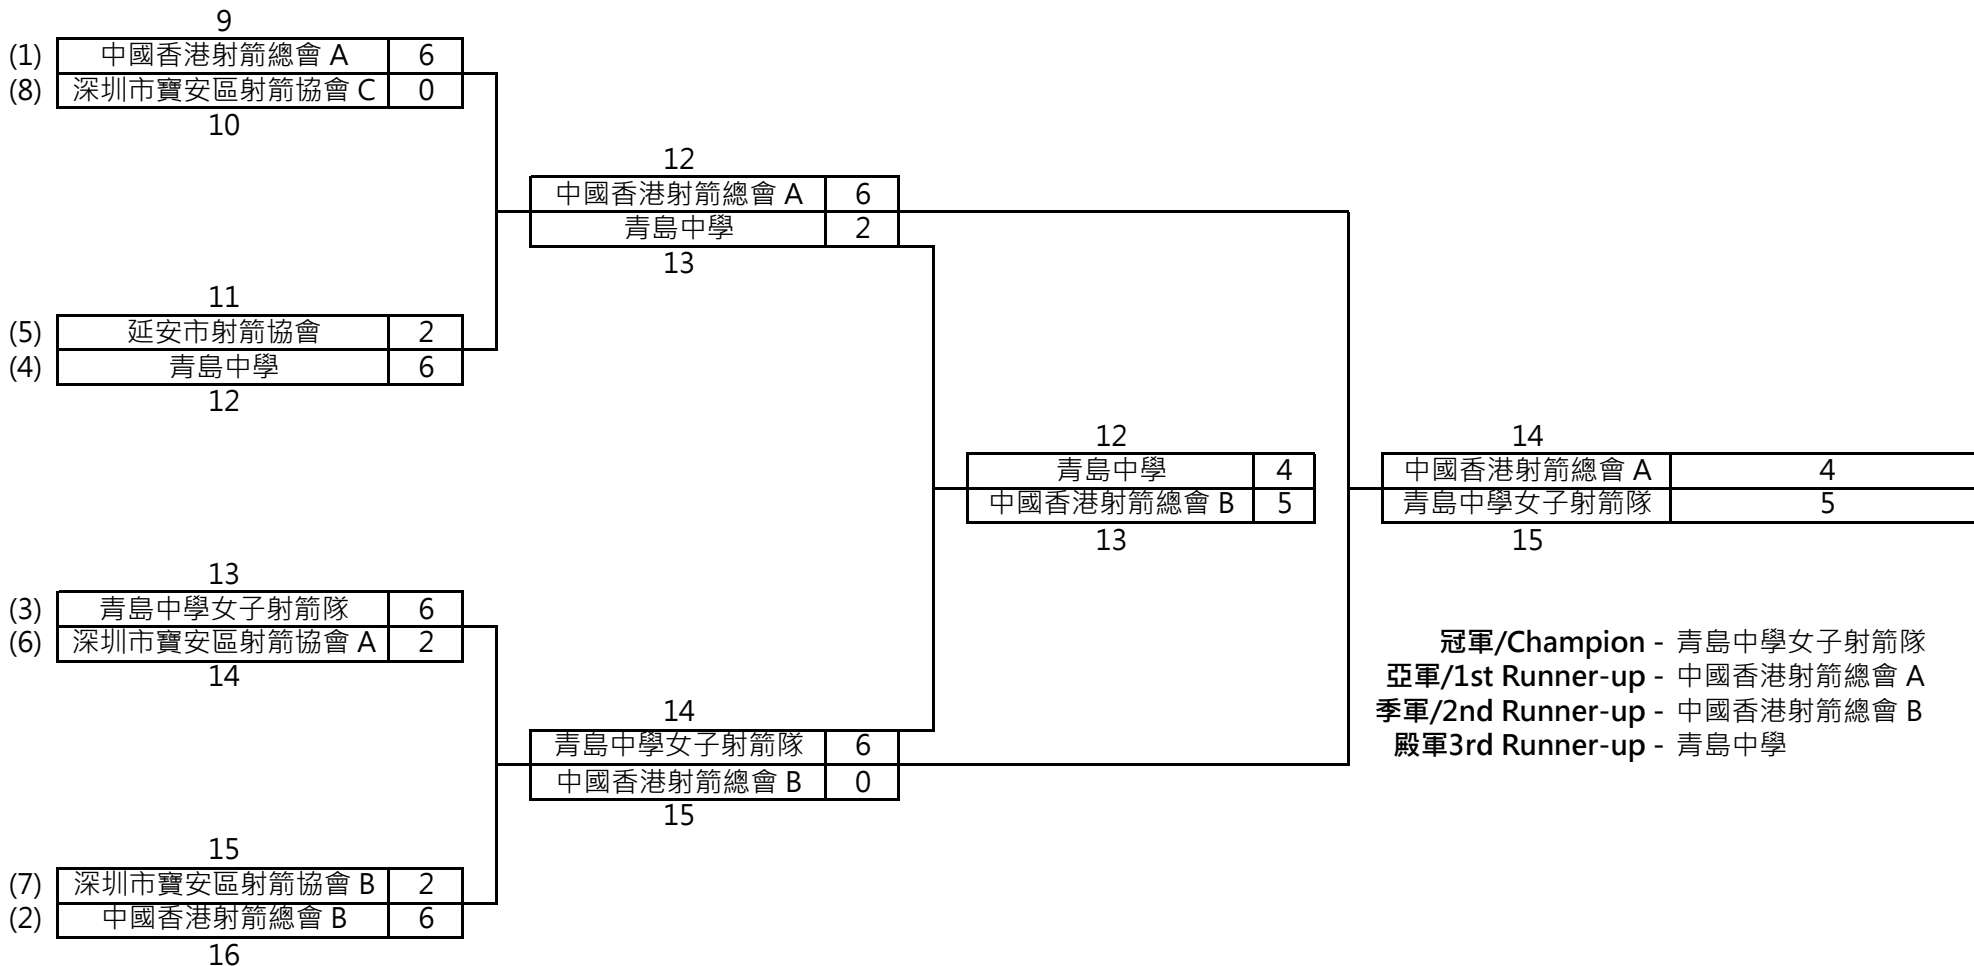 9
(1) 中國香港射箭總會 A 6
(8) 深圳市寶安區射箭協會 C 0
10
11
(5) 延安市射箭協會 2
(4) 青島中學 6
12
13
(3) 青島中學女子射箭隊 6
(6) 深圳市寶安區射箭協會 A 2
14
15
(7) 深圳市寶安區射箭協會 B 2
(2) 中國香港射箭總會 B 6
16
12
中國香港射箭總會 A 6
青島中學 2
13
14
青島中學女子射箭隊 6
中國香港射箭總會 B 0
15
12
青島中學 4
中國香港射箭總會 B 5
13
14
中國香港射箭總會 A 4
青島中學女子射箭隊 5
15
冠軍/Champion - 青島中學女子射箭隊
亞軍/1st Runner-up - 中國香港射箭總會 A
季軍/2nd Runner-up - 中國香港射箭總會 B
殿軍3rd Runner-up - 青島中學